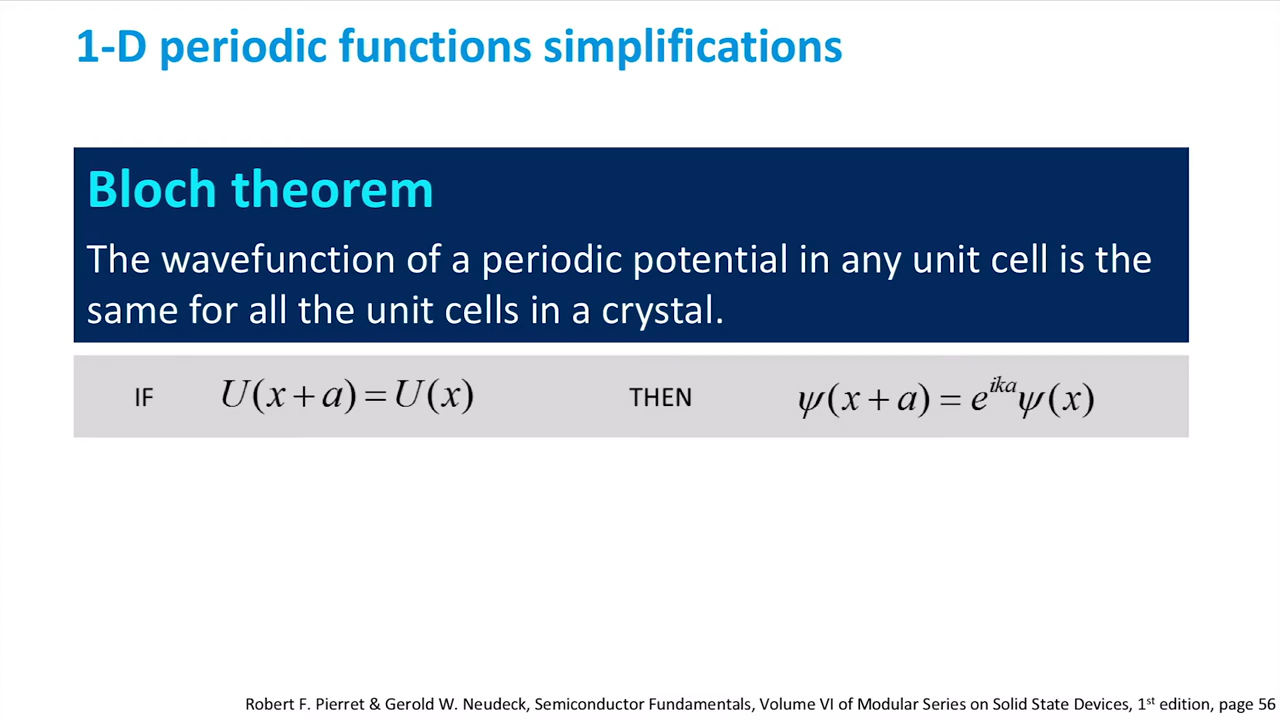 1-D periodic functions simplifications
Bloch theorem
The wavefunction of a periodic potential in any unit cell is the
same for all the unit cells in a crystal.
IF U(x+a)=U(x) THEN ψ(x+a) = e^{ika}ψ(x)
Robert F. Pierret & Gerold W. Neudeck, Semiconductor Fundamentals, Volume VI of Modular Series on Solid State Devices, 1st edition, page 56